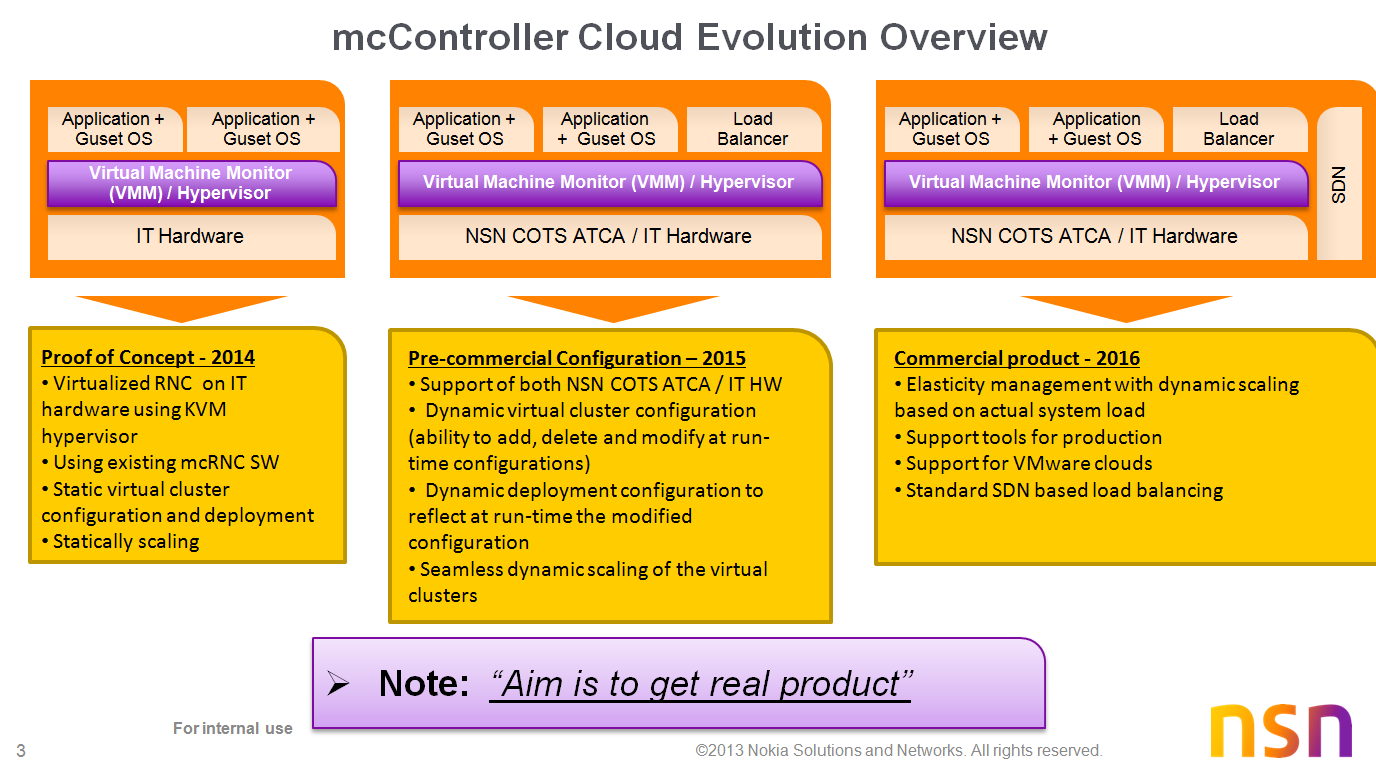 mcController Cloud Evolution Overview
Application +
Guset OS
Application +
Guset OS
Virtual Machine Monitor
(VMM) / Hypervisor
IT Hardware
Application +
Guset OS
Application
+ Guset OS
Load
Balancer
Virtual Machine Monitor (VMM) / Hypervisor
NSN COTS ATCA / IT Hardware
Application +
Guset OS
Application
+ Guest OS
Load
Balancer
Virtual Machine Monitor (VMM) / Hypervisor
NSN COTS ATCA / IT Hardware
SDN
Proof of Concept - 2014
• Virtualized RNC on IT
hardware using KVM
hypervisor
• Using existing mcRNC SW
• Static virtual cluster
configuration and deployment
• Statically scaling
Pre-commercial Configuration – 2015
• Support of both NSN COTS ATCA / IT HW
• Dynamic virtual cluster configuration
(ability to add, delete and modify at run-
time configurations)
• Dynamic deployment configuration to
reflect at run-time the modified
configuration
• Seamless dynamic scaling of the virtual
clusters
Commercial product - 2016
• Elasticity management with dynamic scaling
based on actual system load
• Support tools for production
• Support for VMware clouds
• Standard SDN based load balancing
➢ Note: “Aim is to get real product”
For internal use
3
©2013 Nokia Solutions and Networks. All rights reserved.
nsn